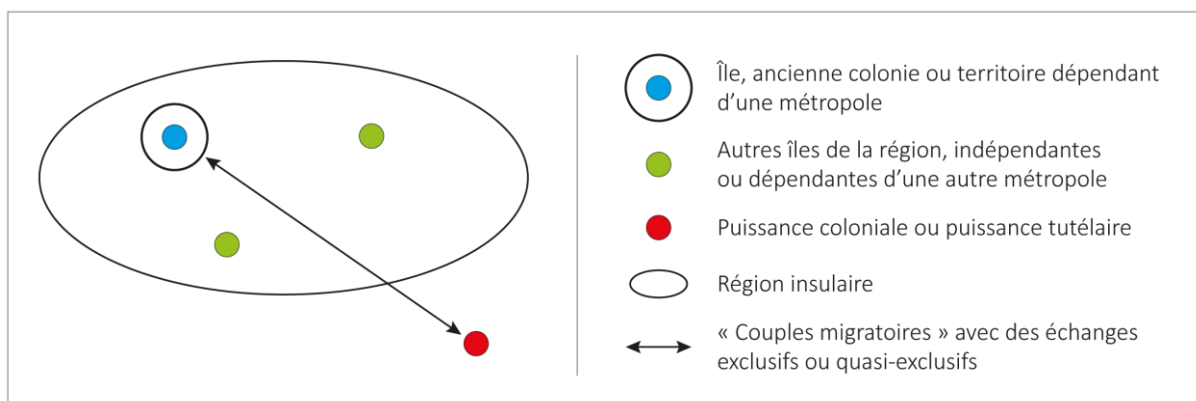 Île, ancienne colonie ou territoire dépendant
d’une métropole
Autres îles de la région, indépendantes
ou dépendantes d’une autre métropole
Puissance coloniale ou puissance tutélaire
Région insulaire
« Couples migratoires » avec des échanges
exclusifs ou quasi-exclusifs